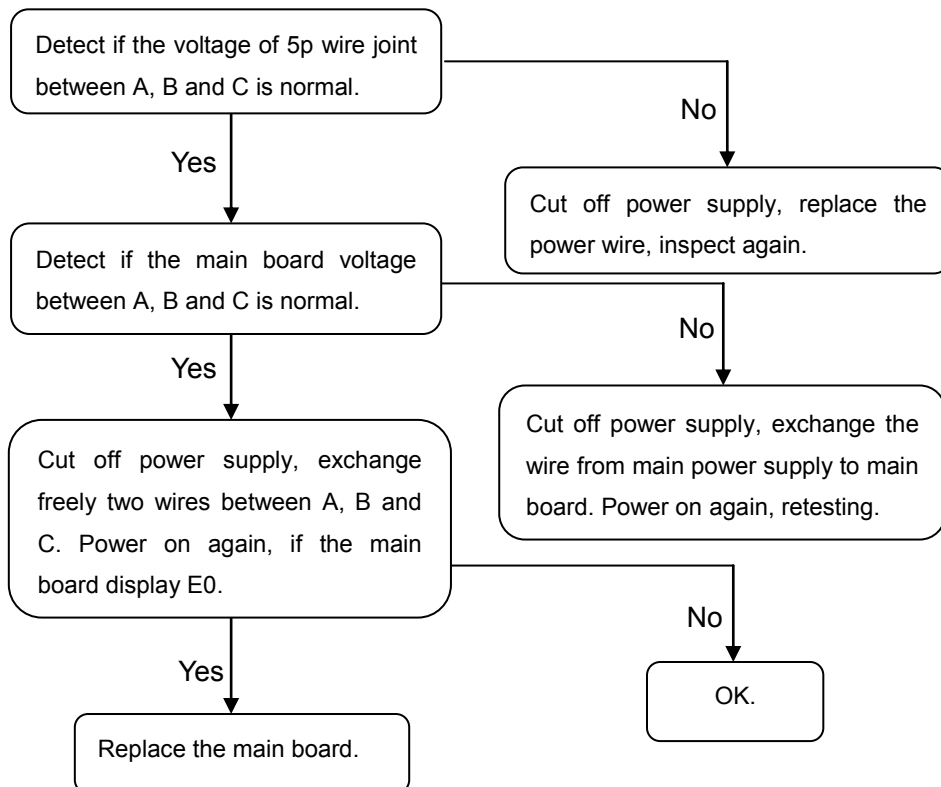 Detect if the voltage of 5p wire joint
between A, B and C is normal.
No
Yes
Cut off power supply, replace the
power wire, inspect again.
Detect if the main board voltage
between A, B and C is normal.
No
Yes
Cut off power supply, exchange the
wire from main power supply to main
board. Power on again, retesting.
Cut off power supply, exchange
freely two wires between A, B and
C. Power on again, if the main
board display E0.
No
Yes
OK.
Replace the main board.